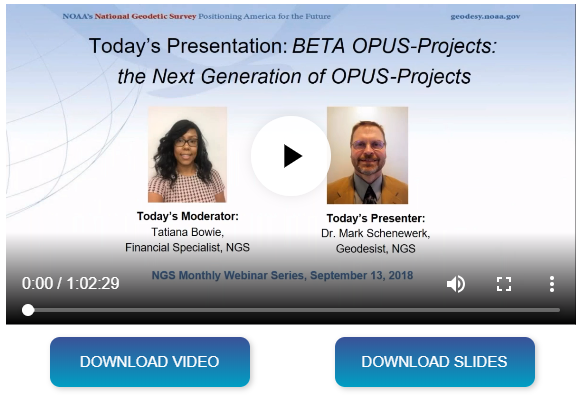 NOAA's National Geodetic Survey Positioning America for the Future
geodesy.noaa.gov
Today's Presentation: BETA OPUS-Projects:
the Next Generation of OPUS-Projects
Today's Moderator:
Tatiana Bowie,
Financial Specialist, NGS
Today's Presenter:
Dr. Mark Schenewerk,
Geodesist, NGS
NGS Monthly Webinar Series, September 13, 2018
0:00 / 1:02:29
DOWNLOAD VIDEO
DOWNLOAD SLIDES